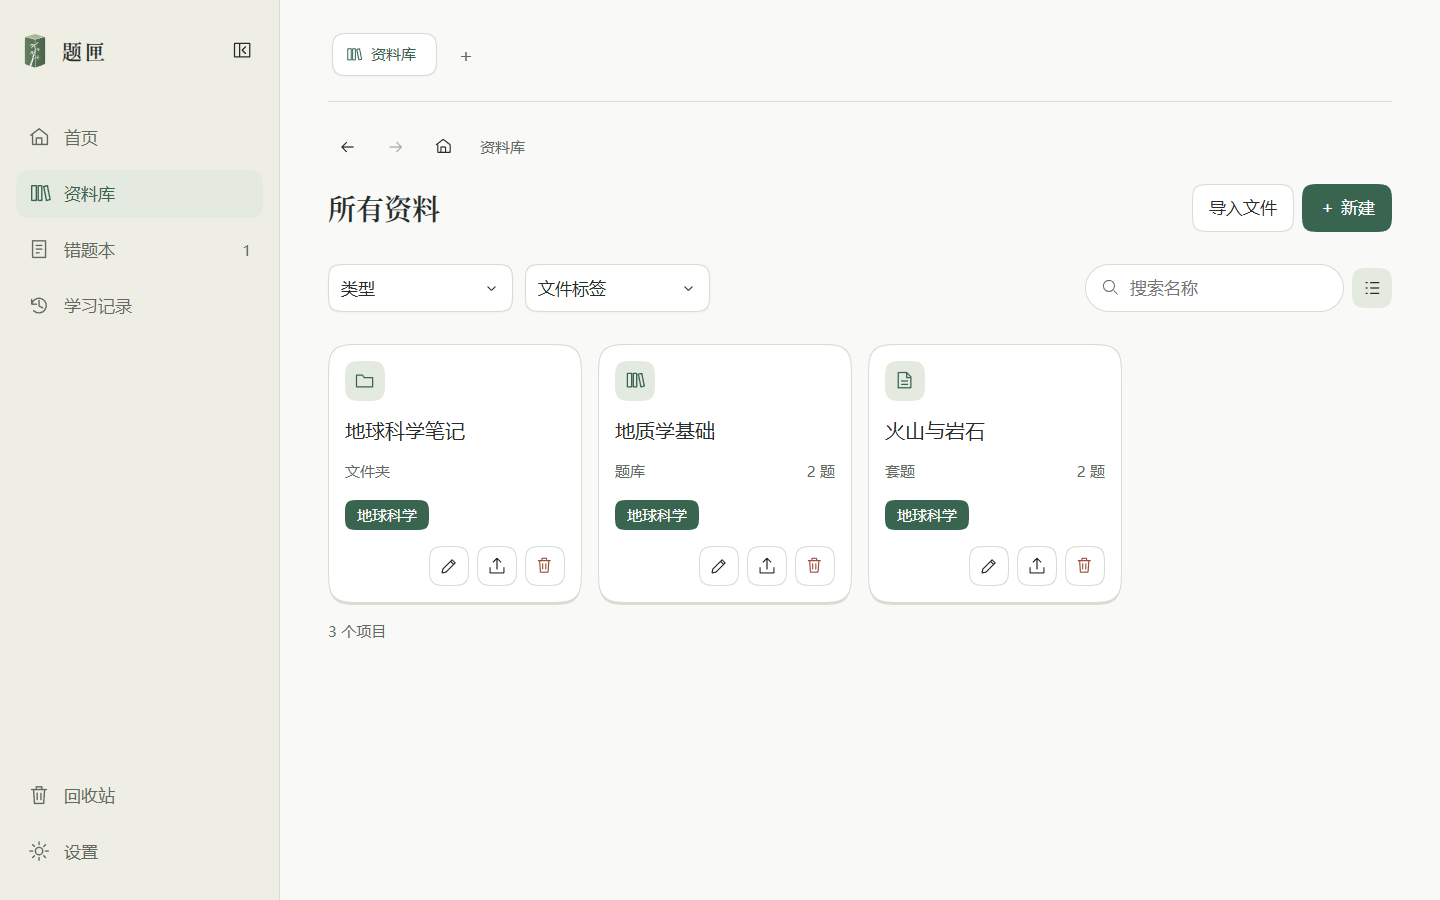 题匣
首页
资料库
错题本 1
学习记录
回收站
设置
资料库 +
资料库
所有资料
导入文件
+ 新建
类型
文件标签
搜索名称
地球科学笔记
文件夹
地球科学
地质学基础
题库 2 题
地球科学
火山与岩石
套题 2 题
地球科学
3 个项目